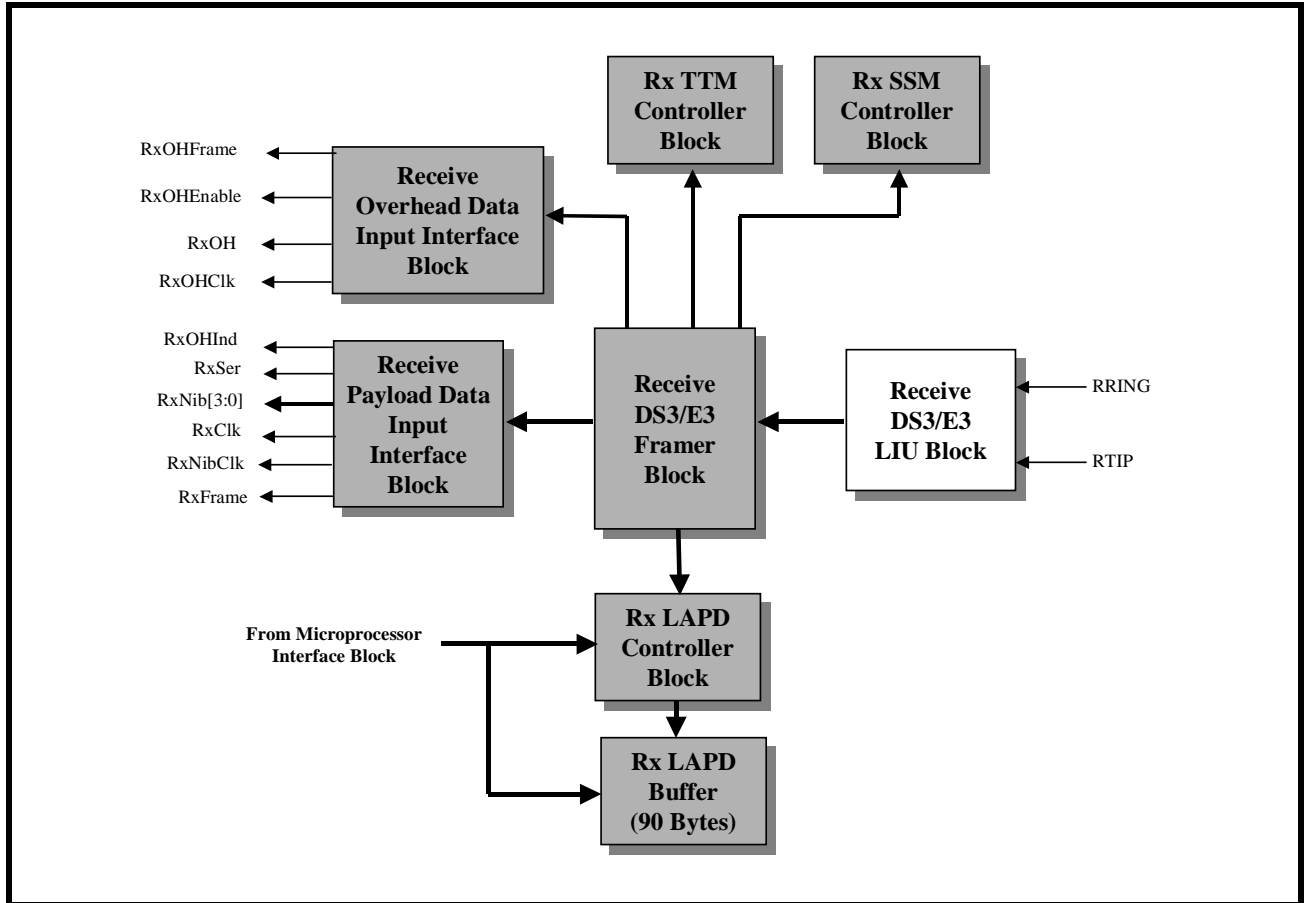 Rx TTM
Controller
Block
Rx SSM
Controller
Block
RxOHFrame
RxOHEnable
RxOH
RxOHClk
Receive
Overhead Data
Input Interface
Block
RxOHInd
RxSer
RxNib[3:0]
RxClk
RxNibClk
RxFrame
Receive
Payload Data
Input
Interface
Block
Receive
DS3/E3
Framer
Block
Receive
DS3/E3
LIU Block
RRING
RTIP
From Microprocessor
Interface Block
Rx LAPD
Controller
Block
Rx LAPD
Buffer
(90 Bytes)